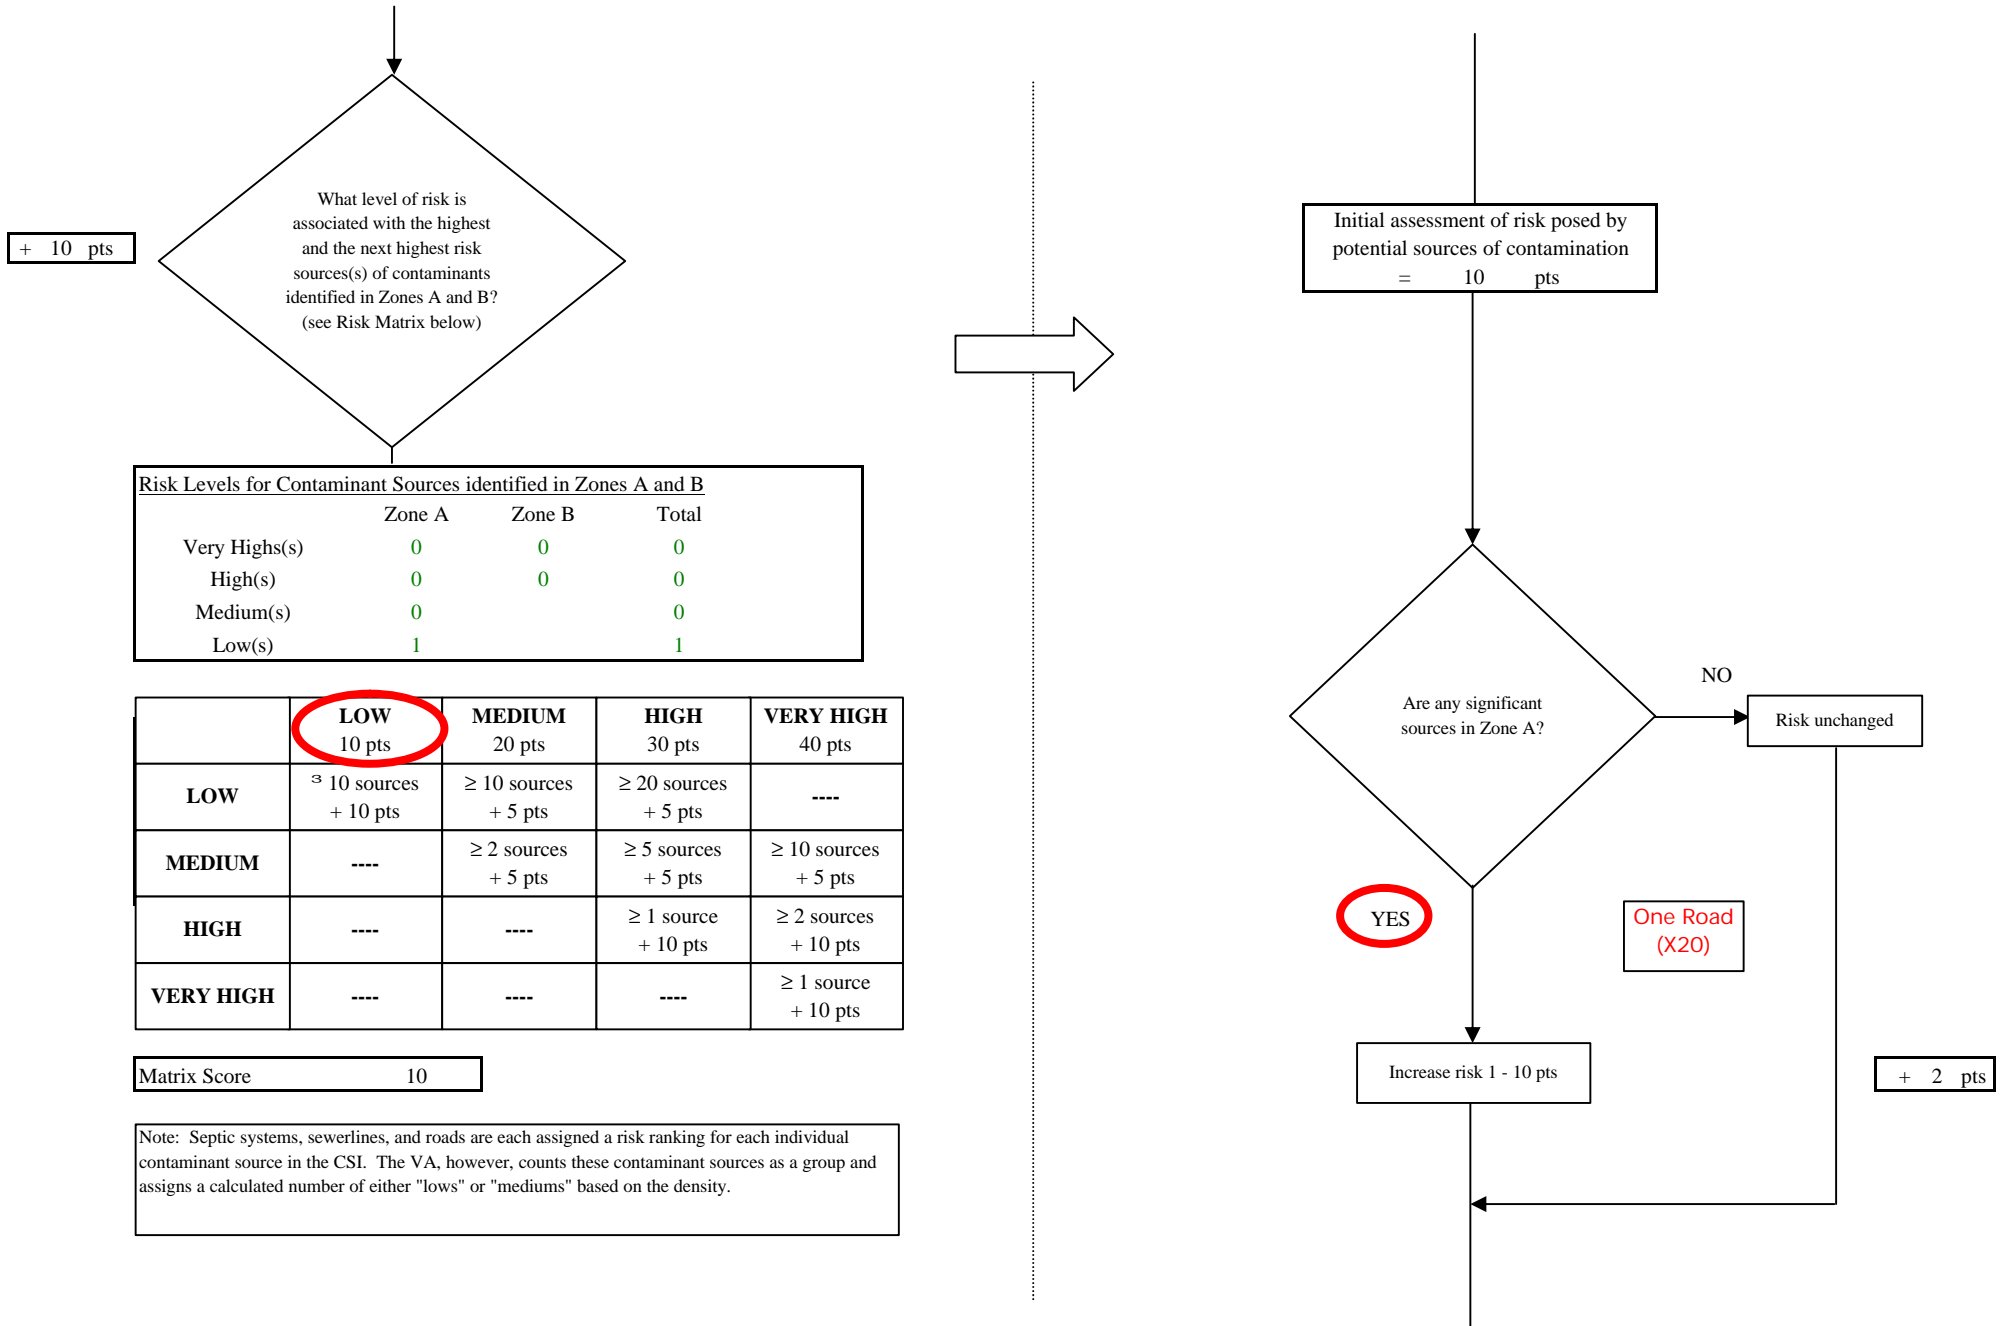 + 10 pts
What level of risk is
associated with the highest
and the next highest risk
sources(s) of contaminants
identified in Zones A and B?
(see Risk Matrix below)
Risk Levels for Contaminant Sources identified in Zones A and B
Zone A Zone B Total
Very Highs(s) 0 0 0
High(s) 0 0 0
Medium(s) 0 0
Low(s) 1 1
LOW MEDIUM HIGH VERY HIGH
10 pts 20 pts 30 pts 40 pts
LOW ³ 10 sources ≥ 10 sources ≥ 20 sources ----
+ 10 pts + 5 pts + 5 pts
MEDIUM ---- ≥ 2 sources ≥ 5 sources ≥ 10 sources
+ 5 pts + 5 pts + 5 pts
HIGH ---- ---- ≥ 1 source ≥ 2 sources
+ 10 pts + 10 pts
VERY HIGH ---- ---- ---- ≥ 1 source
+ 10 pts
Matrix Score 10
Note: Septic systems, sewerlines, and roads are each assigned a risk ranking for each individual
contaminant source in the CSI. The VA, however, counts these contaminant sources as a group and
assigns a calculated number of either "lows" or "mediums" based on the density.
Initial assessment of risk posed by
potential sources of contamination
= 10 pts
Are any significant
sources in Zone A?
NO
Risk unchanged
YES
One Road
(X20)
Increase risk 1 - 10 pts
+ 2 pts